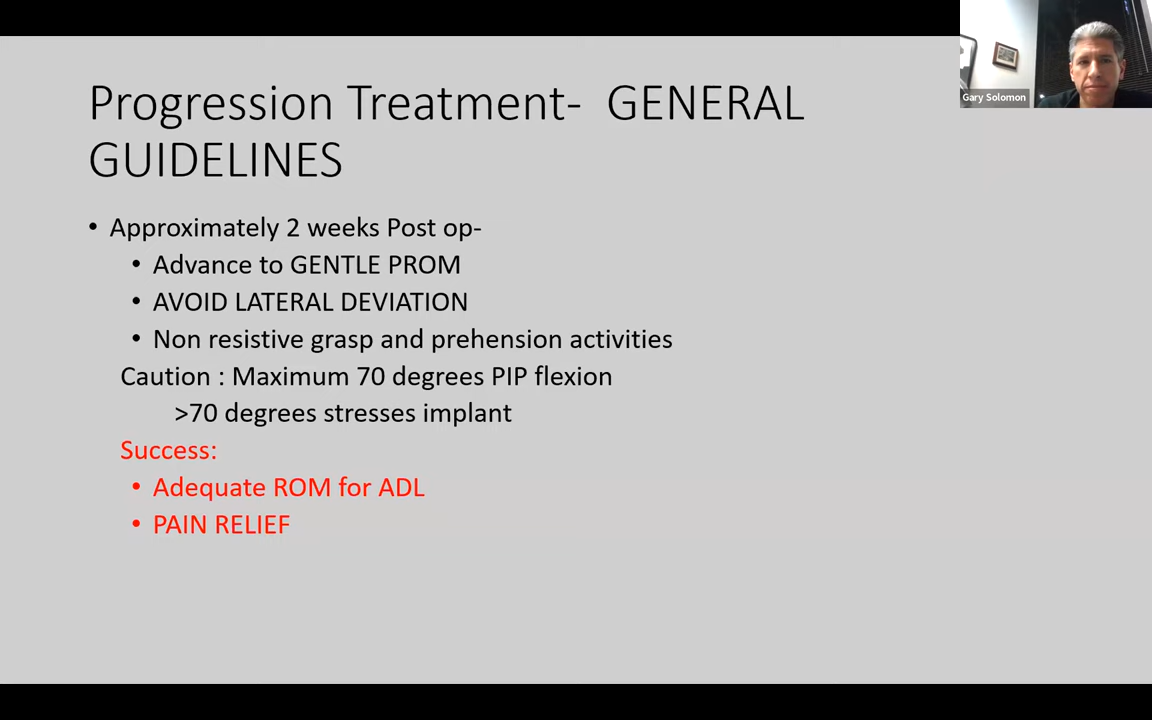 Progression Treatment- GENERAL
GUIDELINES
• Approximately 2 weeks Post op-
• Advance to GENTLE PROM
• AVOID LATERAL DEVIATION
• Non resistive grasp and prehension activities
Caution : Maximum 70 degrees PIP flexion
>70 degrees stresses implant
Success:
• Adequate ROM for ADL
• PAIN RELIEF
Gary Solomon